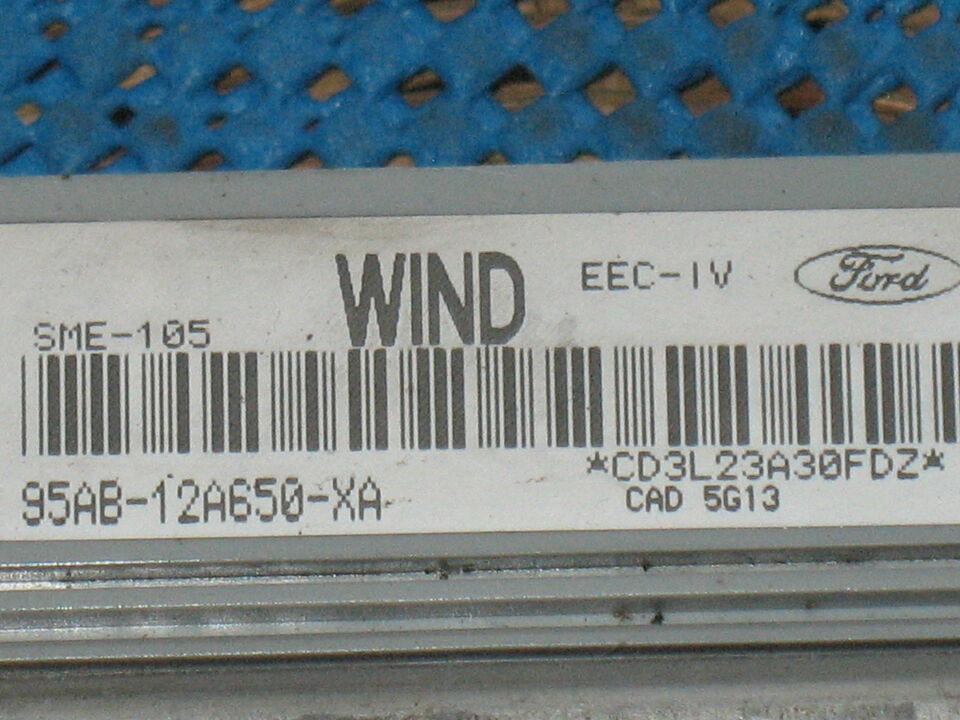 WIND EEC-IV Ford
SME-105
*CD3L23A30FDZ*
95AB-12A650-XA
CAD 5G13